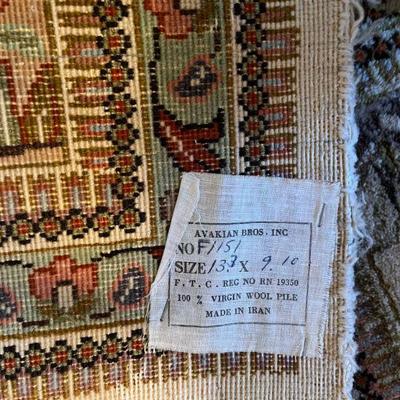 AVAKIAN BROS. INC
NO F1151
SIZE 13.3 X 9.10
F. T. C. REG NO RN 19350
100 % VIRGIN WOOL PILE
MADE IN IRAN